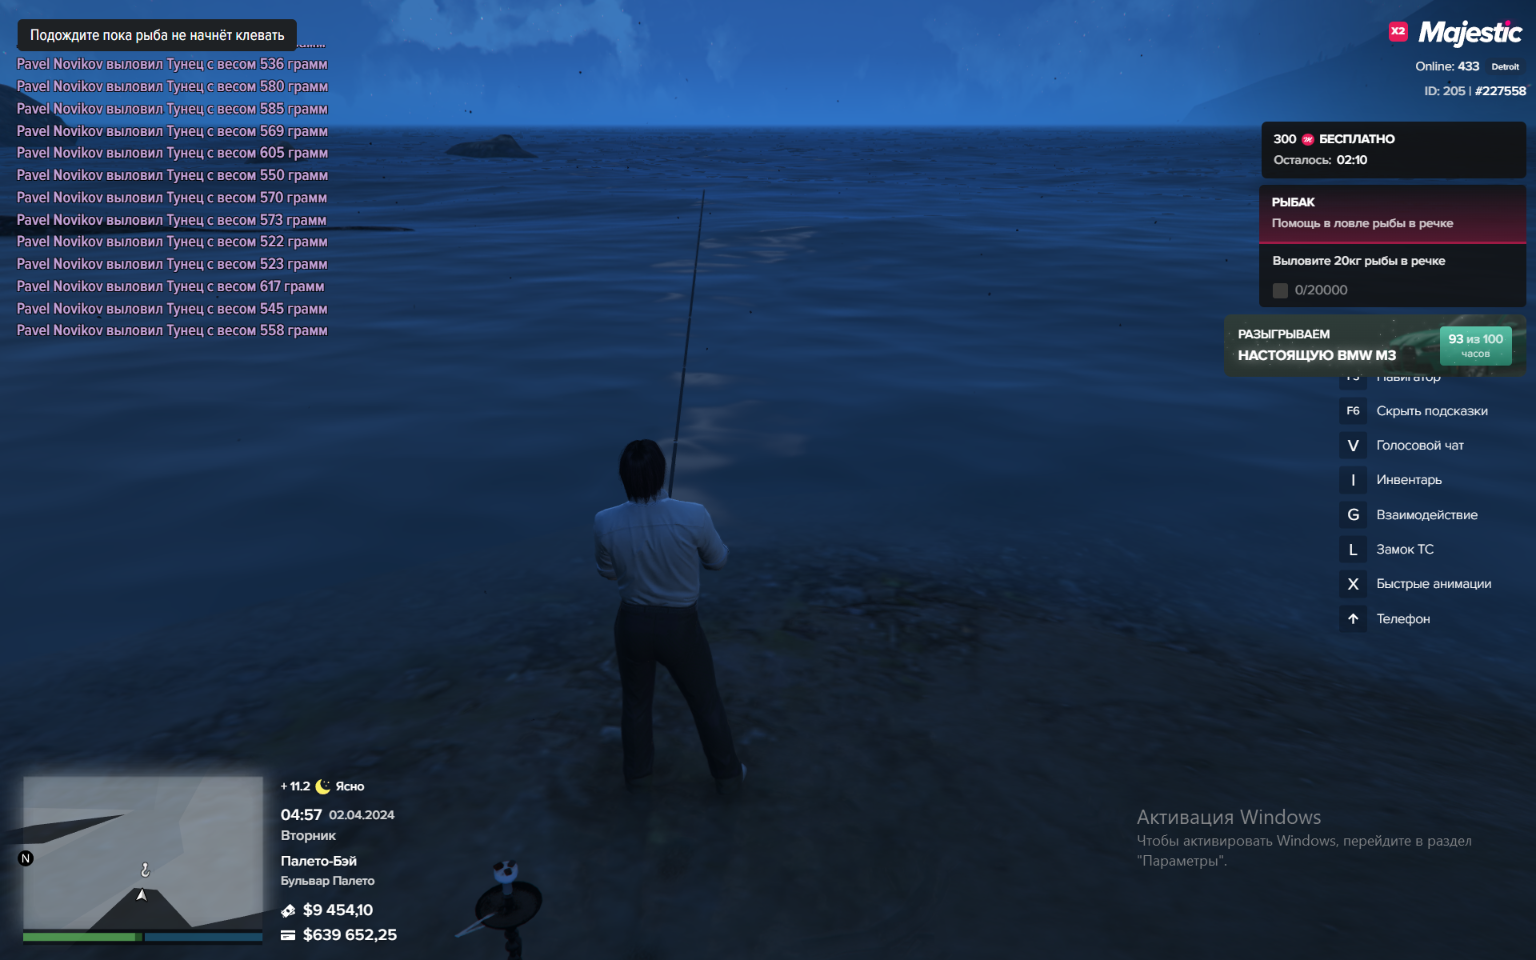 Подождите пока рыба не начнёт клевать
Pavel Novikov выловил Тунец с весом 536 грамм
Pavel Novikov выловил Тунец с весом 580 грамм
Pavel Novikov выловил Тунец с весом 585 грамм
Pavel Novikov выловил Тунец с весом 569 грамм
Pavel Novikov выловил Тунец с весом 605 грамм
Pavel Novikov выловил Тунец с весом 550 грамм
Pavel Novikov выловил Тунец с весом 570 грамм
Pavel Novikov выловил Тунец с весом 573 грамм
Pavel Novikov выловил Тунец с весом 522 грамм
Pavel Novikov выловил Тунец с весом 523 грамм
Pavel Novikov выловил Тунец с весом 617 грамм
Pavel Novikov выловил Тунец с весом 545 грамм
Pavel Novikov выловил Тунец с весом 558 грамм
X2 Majestic
Online: 433 Detroit
ID: 205 | #227558
300 БЕСПЛАТНО
Осталось: 02:10
РЫБАК
Помощь в ловле рыбы в речке
Выловите 20кг рыбы в речке
0/20000
РАЗЫГРЫВАЕМ
НАСТОЯЩУЮ BMW M3
93 из 100
часов
Навигатор
F6 Скрыть подсказки
V Голосовой чат
I Инвентарь
G Взаимодействие
L Замок ТС
X Быстрые анимации
Телефон
N
+ 11.2 Ясно
04:57 02.04.2024
Вторник
Палето-Бэй
Бульвар Палето
$9 454,10
$639 652,25
Активация Windows
Чтобы активировать Windows, перейдите в раздел
"Параметры".